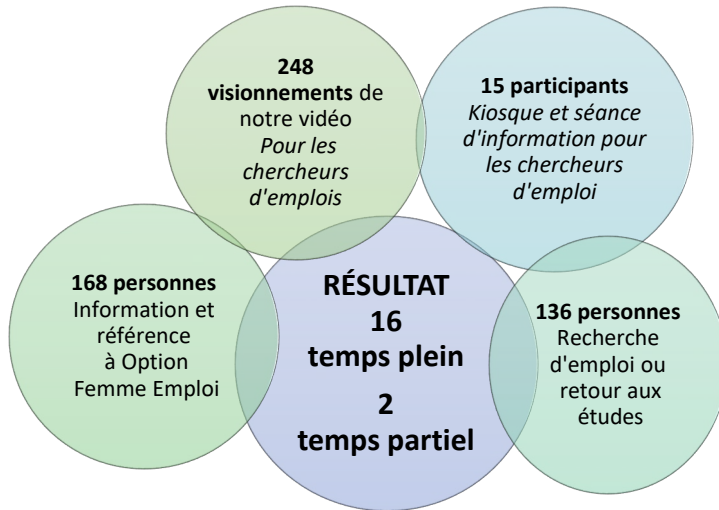 248
visionnements de
notre vidéo
Pour les
chercheurs
d'emplois
15 participants
Kiosque et séance
d'information pour
les chercheurs
d'emploi
168 personnes
Information et
référence
à Option
Femme Emploi
RÉSULTAT
16
temps plein
2
temps partiel
136 personnes
Recherche
d'emploi ou
retour aux
études